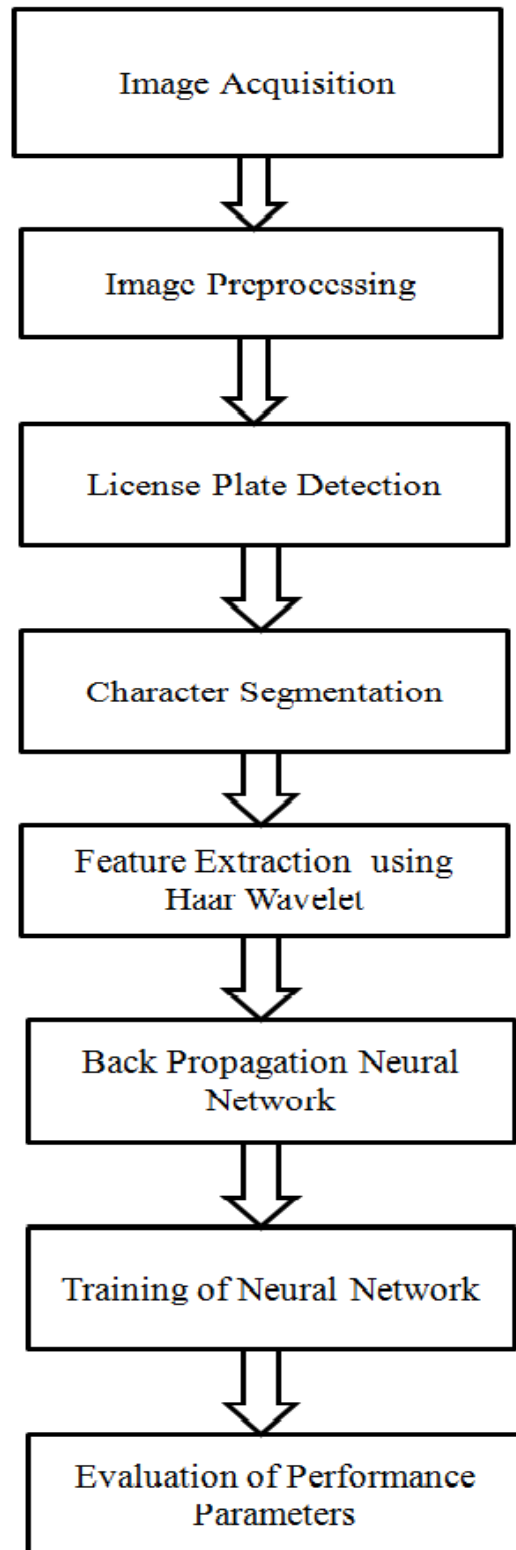 Image Acquisition
Image Preprocessing
License Plate Detection
Character Segmentation
Feature Extraction using
Haar Wavelet
Back Propagation Neural
Network
Training of Neural Network
Evaluation of Performance
Parameters